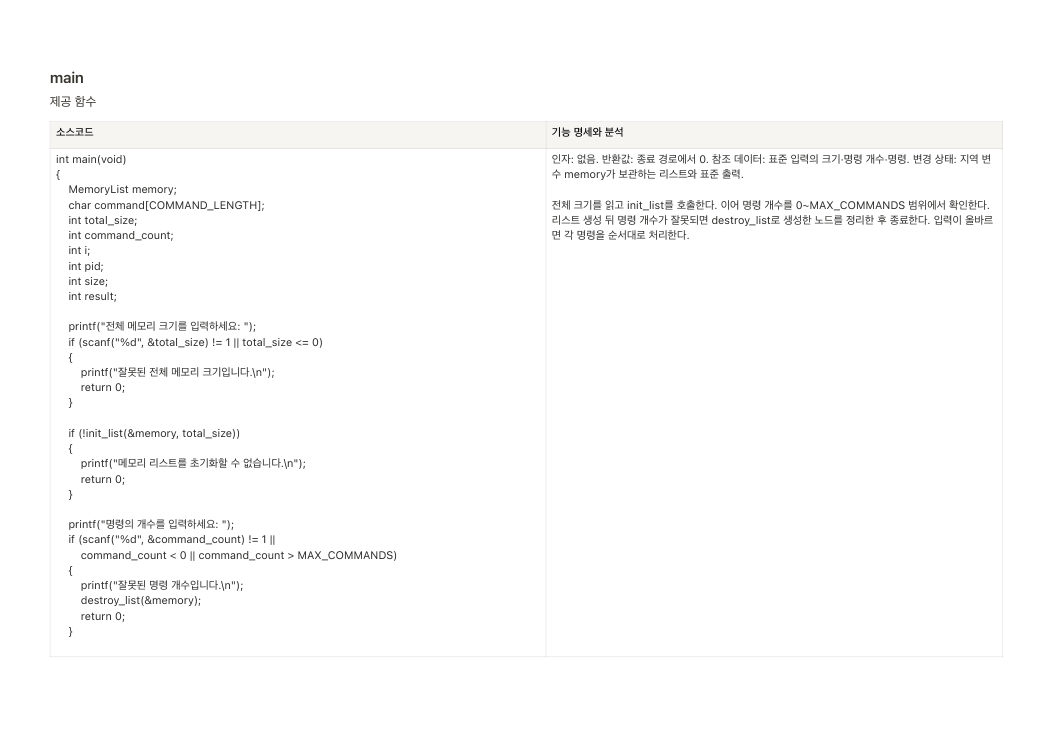 main
제공 함수
소스코드
기능 명세와 분석
int main(void)
{
    MemoryList memory;
    char command[COMMAND_LENGTH];
    int total_size;
    int command_count;
    int i;
    int pid;
    int size;
    int result;

    printf("전체 메모리 크기를 입력하세요: ");
    if (scanf("%d", &total_size) != 1 || total_size <= 0)
    {
        printf("잘못된 전체 메모리 크기입니다.\n");
        return 0;
    }

    if (!init_list(&memory, total_size))
    {
        printf("메모리 리스트를 초기화할 수 없습니다.\n");
        return 0;
    }

    printf("명령의 개수를 입력하세요: ");
    if (scanf("%d", &command_count) != 1 ||
        command_count < 0 || command_count > MAX_COMMANDS)
    {
        printf("잘못된 명령 개수입니다.\n");
        destroy_list(&memory);
        return 0;
    }

인자: 없음. 반환값: 종료 경로에서 0. 참조 데이터: 표준 입력의 크기·명령 개수·명령. 변경 상태: 지역 변
수 memory가 보관하는 리스트와 표준 출력.

전체 크기를 읽고 init_list를 호출한다. 이어 명령 개수를 0~MAX_COMMANDS 범위에서 확인한다.
리스트 생성 뒤 명령 개수가 잘못되면 destroy_list로 생성한 노드를 정리한 후 종료한다. 입력이 올바르
면 각 명령을 순서대로 처리한다.